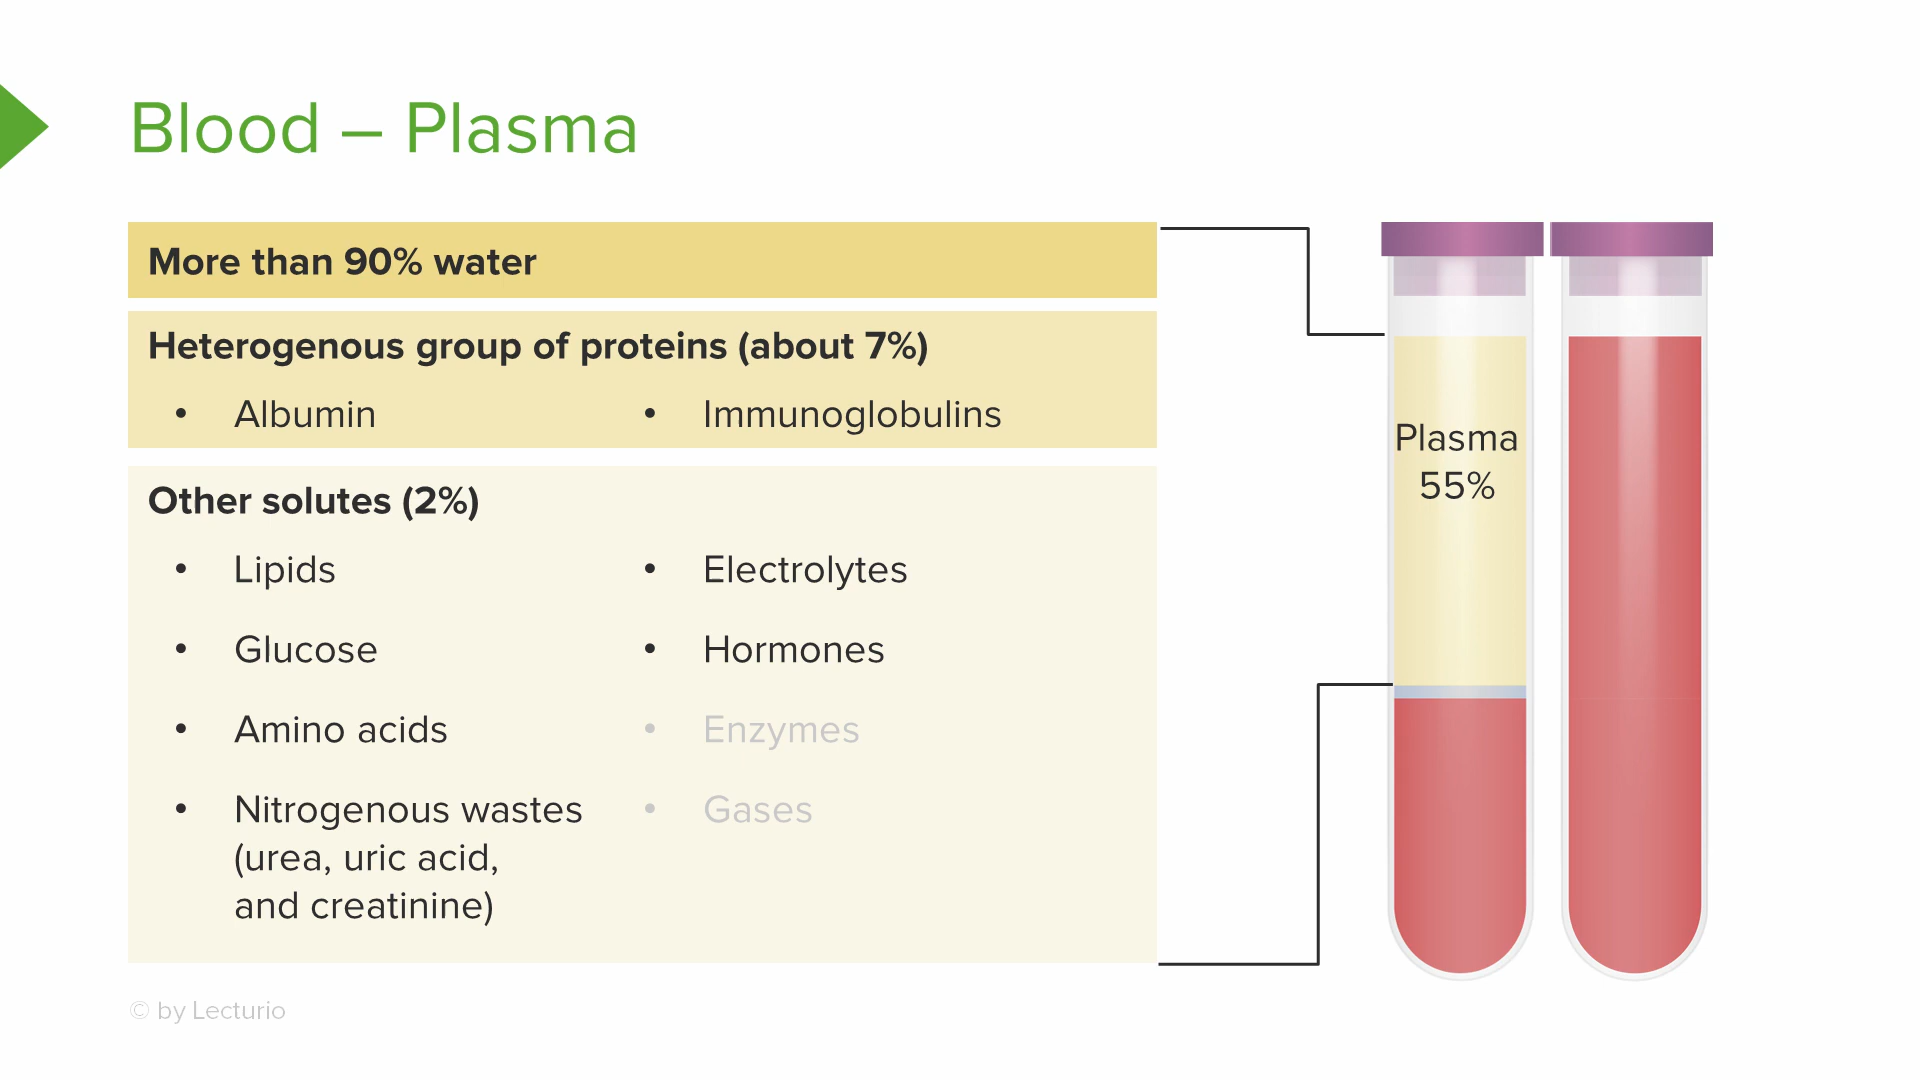 Blood – Plasma
More than 90% water
Heterogenous group of proteins (about 7%)
• Albumin
• Immunoglobulins
Other solutes (2%)
• Lipids
• Glucose
• Amino acids
• Nitrogenous wastes
(urea, uric acid,
and creatinine)
• Electrolytes
• Hormones
• Enzymes
• Gases
Plasma
55%
© by Lecturio